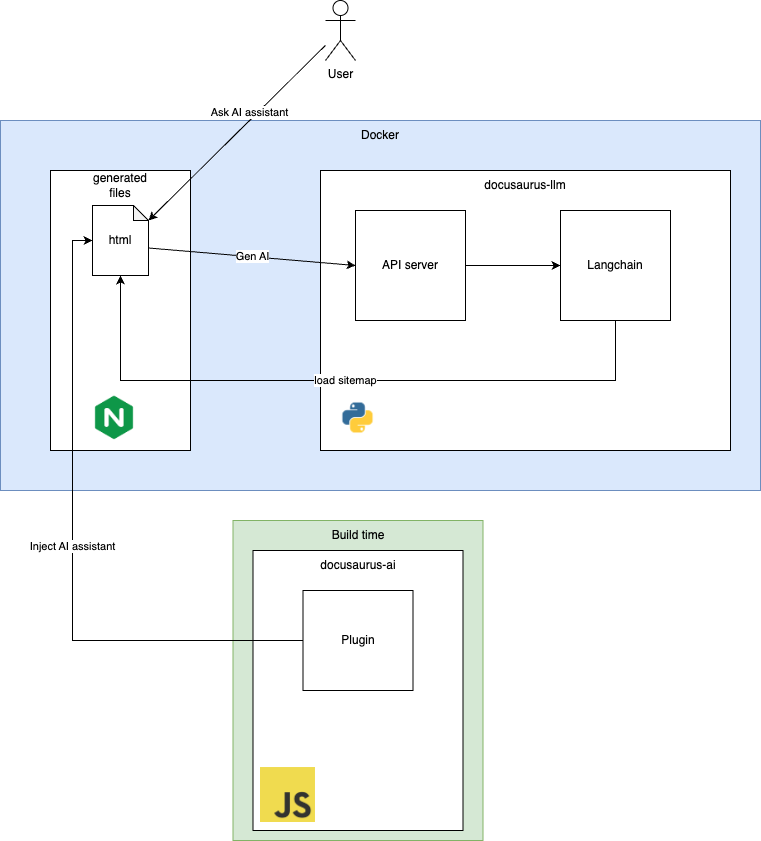 User
Ask AI assistant
Docker
generated
files
docusaurus-llm
html
Gen AI
API server
Langchain
load sitemap
N
Inject AI assistant
Build time
docusaurus-ai
Plugin
JS